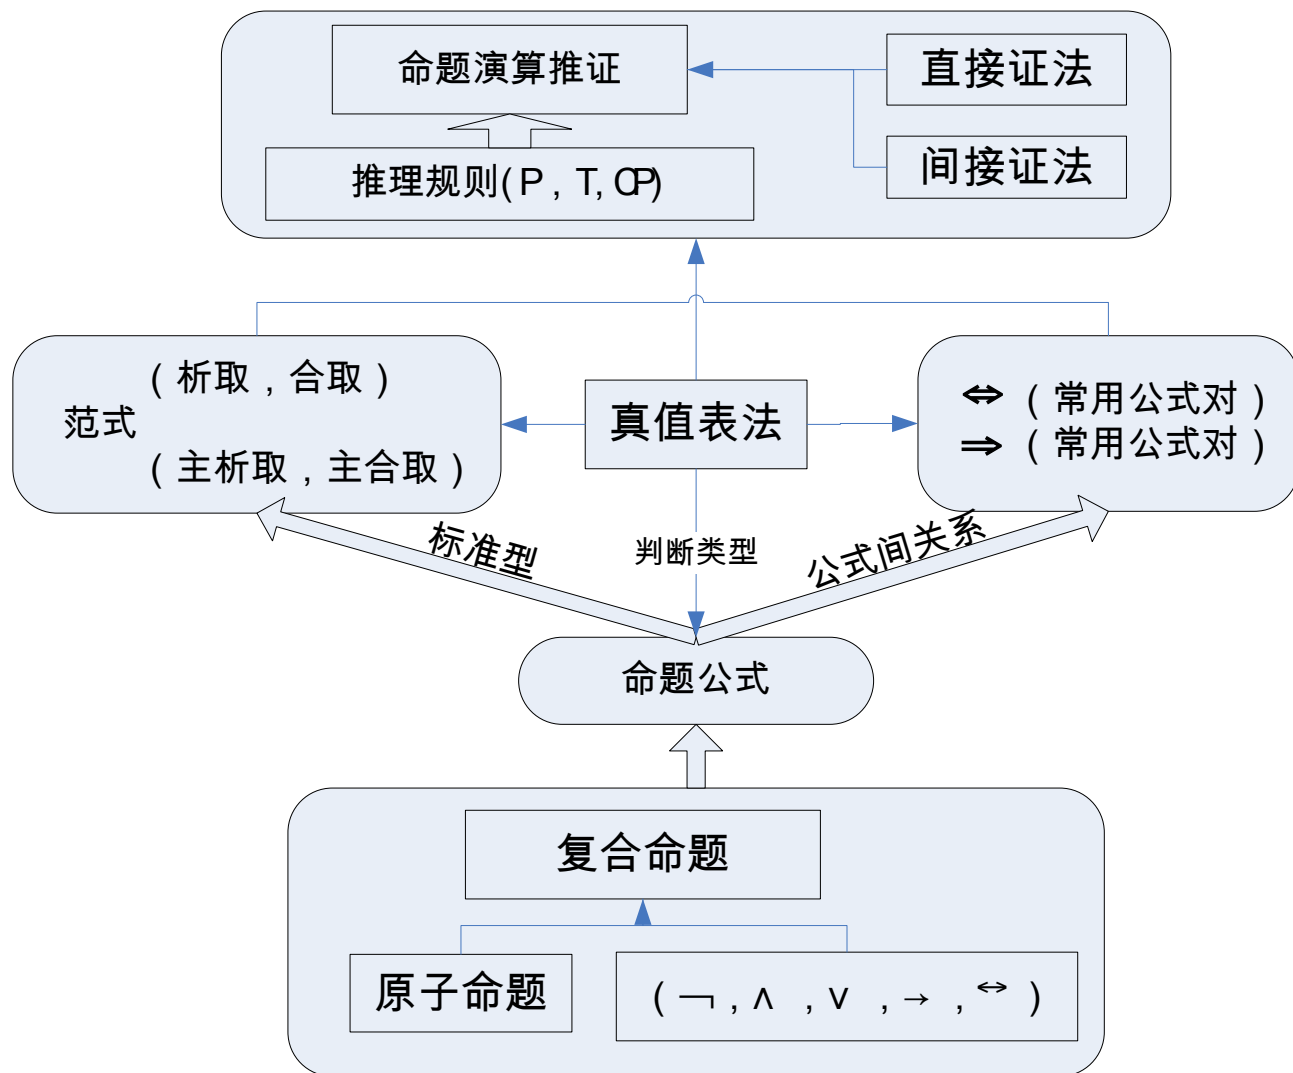 命题演算推证
直接证法
间接证法
推理规则(P,T,CP)
(析取,合取)
范式
(主析取,主合取)
真值表法
⇔(常用公式对)
⇒(常用公式对)
标准型
判断类型
公式间关系
命题公式
复合命题
原子命题
(¬,∧,∨,→,↔)